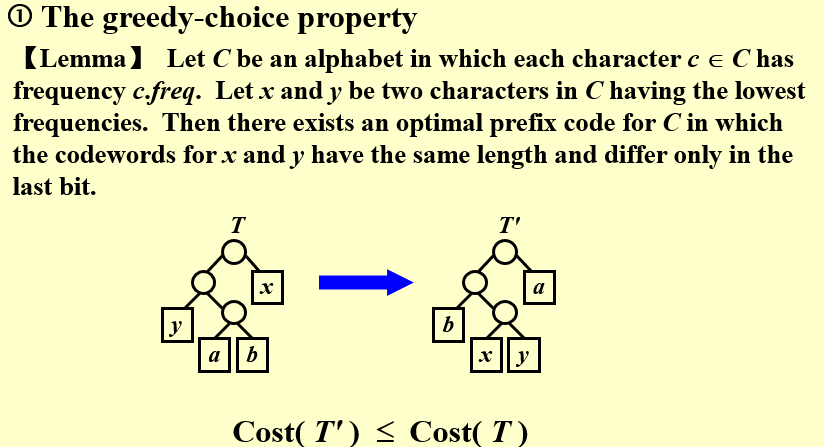 ① The greedy-choice property
【Lemma】 Let C be an alphabet in which each character c ∈ C has
frequency c.freq. Let x and y be two characters in C having the lowest
frequencies. Then there exists an optimal prefix code for C in which
the codewords for x and y have the same length and differ only in the
last bit.
T
x
y
a b
T'
a
b
x y
Cost( T' ) ≤ Cost( T )